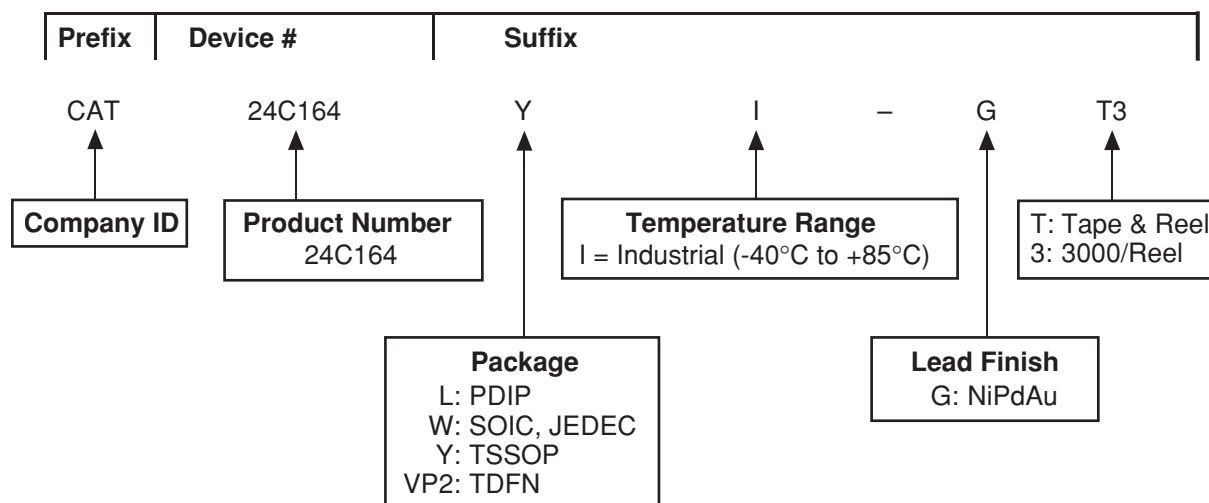 Prefix Device # Suffix
CAT 24C164 Y I – G T3
Company ID
Product Number
24C164
Temperature Range
I = Industrial (-40°C to +85°C)
T: Tape & Reel
3: 3000/Reel
Package
L: PDIP
W: SOIC, JEDEC
Y: TSSOP
VP2: TDFN
Lead Finish
G: NiPdAu